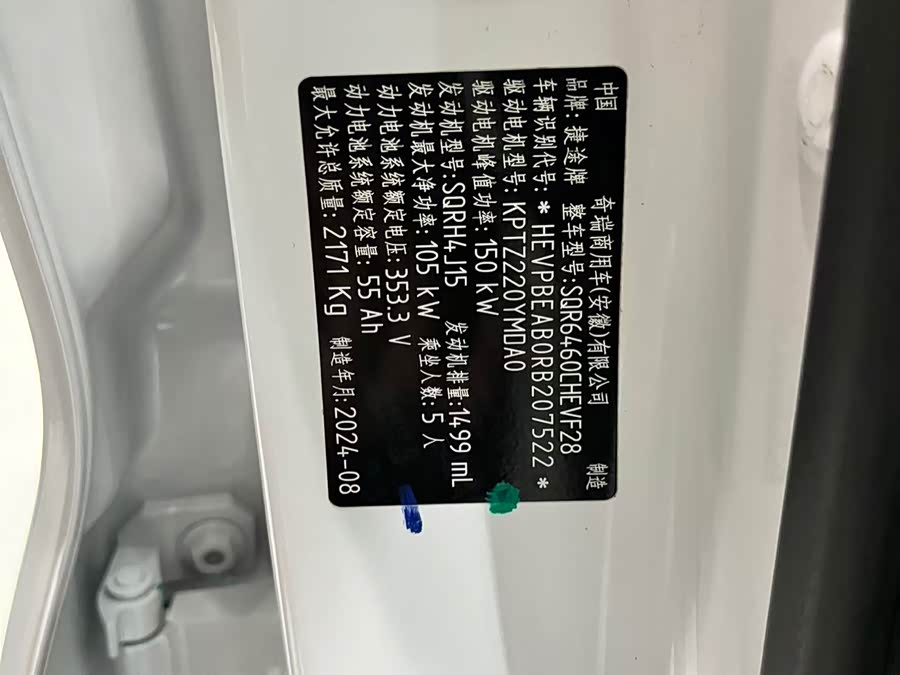 中国 奇瑞商用车(安徽)有限公司 制造
品牌: 捷途牌 整车型号:SQR6460CHEVF28
车辆识别代号: * HEVPBEAB0RB207522 *
驱动电机型号: KPTZ220YMDA0
驱动电机峰值功率: 150 kW
发动机型号:SQRH4J15 发动机排量:1499 mL
发动机最大净功率: 105 kW 乘坐人数: 5 人
动力电池系统额定电压:353.3 V
动力电池系统额定容量: 55 Ah
最大允许总质量: 2171 Kg 制造年月:2024-08